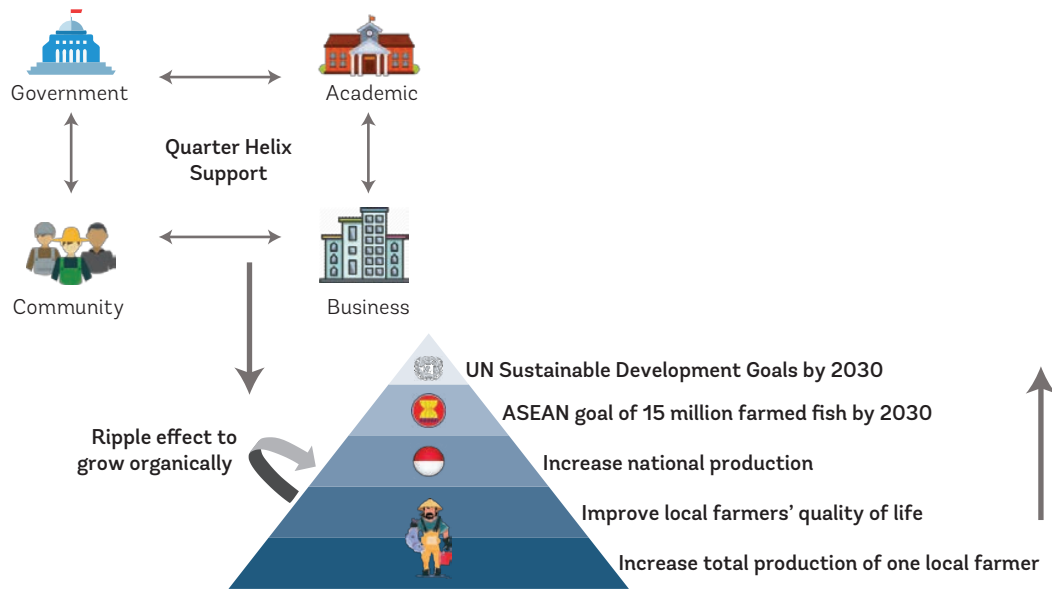 Government
Academic
Quarter Helix
Support
Community
Business
UN Sustainable Development Goals by 2030
ASEAN goal of 15 million farmed fish by 2030
Ripple effect to
grow organically
Increase national production
Improve local farmers’ quality of life
Increase total production of one local farmer